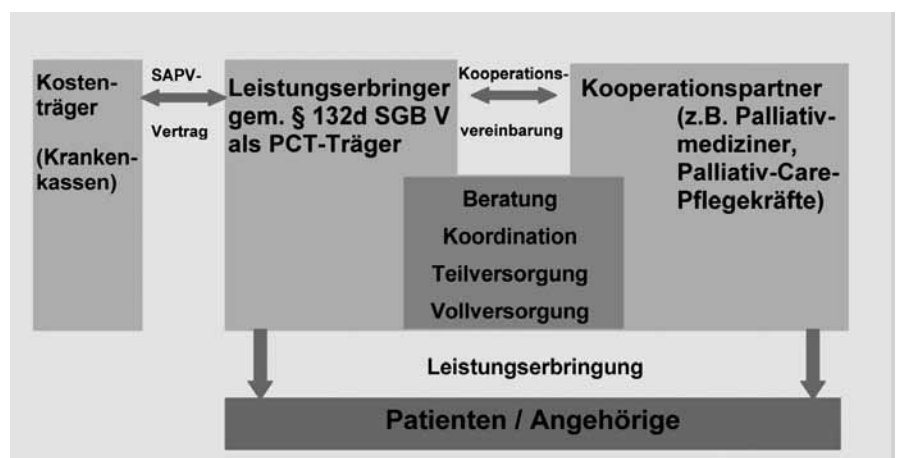 Kosten-
träger
(Kranken-
kassen)
SAPV-
Vertrag
Leistungserbringer
gem. § 132d SGB V
als PCT-Träger
Kooperations-
vereinbarung
Kooperationspartner
(z.B. Palliativ-
mediziner,
Palliativ-Care-
Pflegekräfte)
Beratung
Koordination
Teilversorgung
Vollversorgung
Leistungserbringung
Patienten / Angehörige